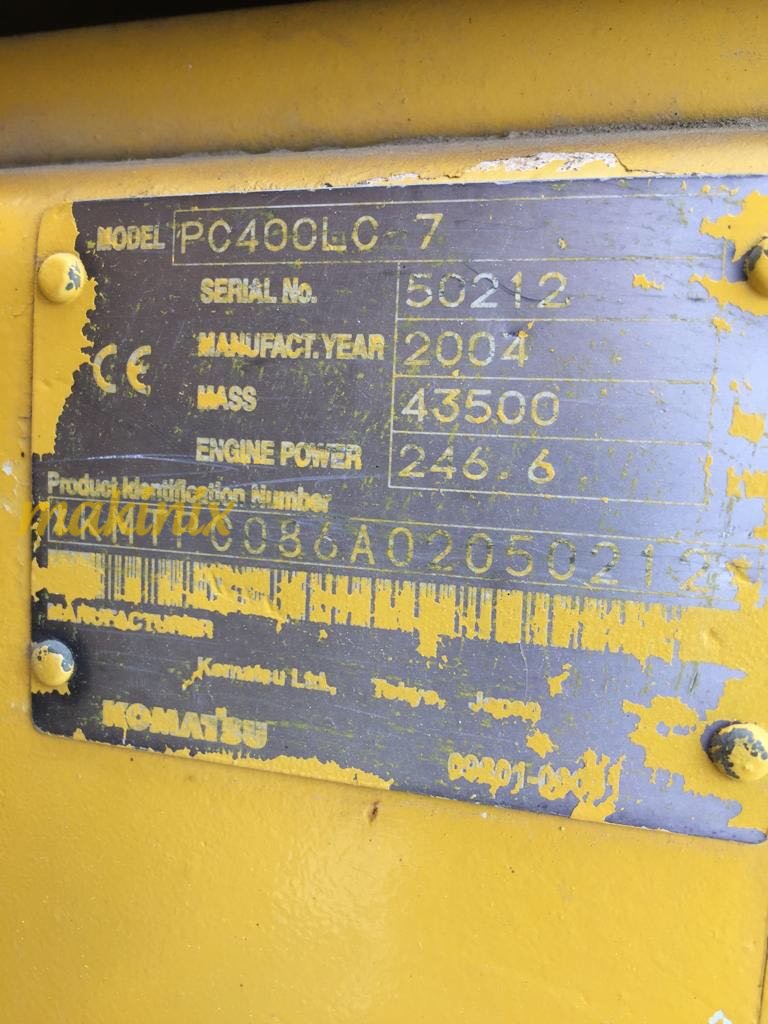 MODEL PC400LC-7
SERIAL No. 50212
MANUFACT.YEAR 2004
CE
MASS 43500
ENGINE POWER 246.6
Product Identification Number
makinix
MANUFACTURER
Komatsu Ltd., Tokyo, Japan
KOMATSU